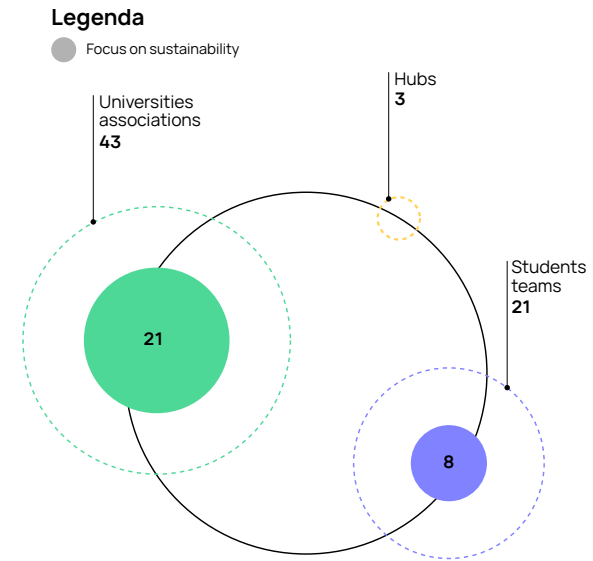 Legenda
Focus on sustainability
Hubs
3
Universities
associations
43
Students
teams
21
21
8